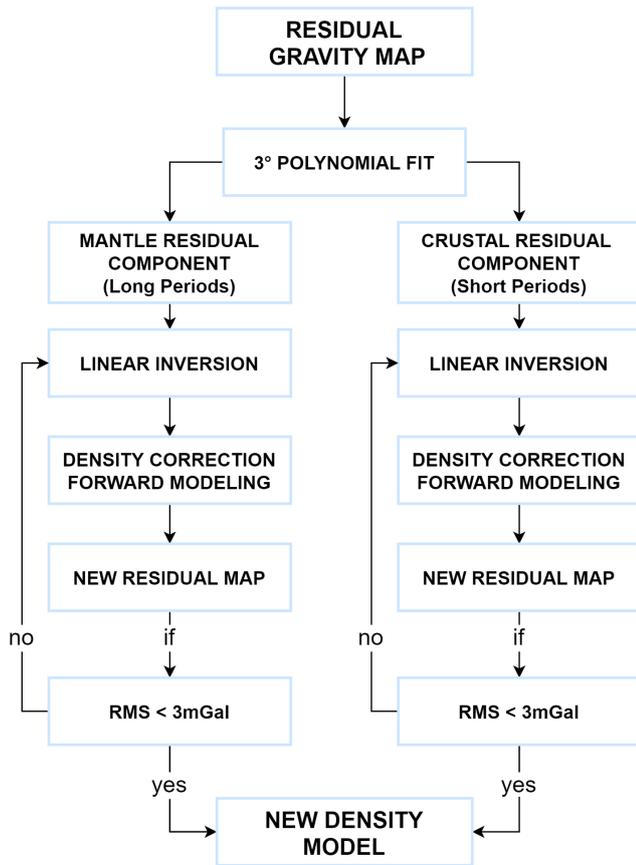 RESIDUAL
GRAVITY MAP
3° POLYNOMIAL FIT
MANTLE RESIDUAL
COMPONENT
(Long Periods)
LINEAR INVERSION
DENSITY CORRECTION
FORWARD MODELING
NEW RESIDUAL MAP
no
if
RMS < 3mGal
yes
CRUSTAL RESIDUAL
COMPONENT
(Short Periods)
LINEAR INVERSION
DENSITY CORRECTION
FORWARD MODELING
NEW RESIDUAL MAP
no
if
RMS < 3mGal
yes
NEW DENSITY
MODEL